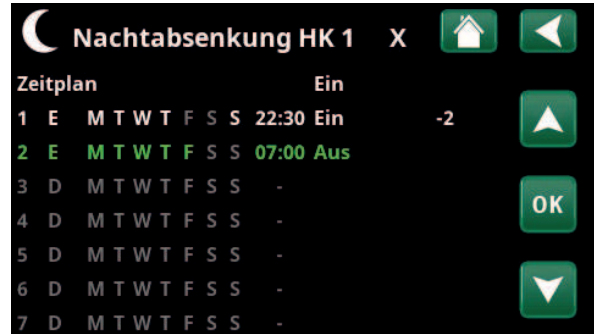 Nachtabsenkung HK 1 X
Zeitplan Ein
1 E M T W T F S S 22:30 Ein -2
2 E M T W T F S S 07:00 Aus
3 D M T W T F S S -
4 D M T W T F S S -
OK
5 D M T W T F S S -
6 D M T W T F S S -
7 D M T W T F S S